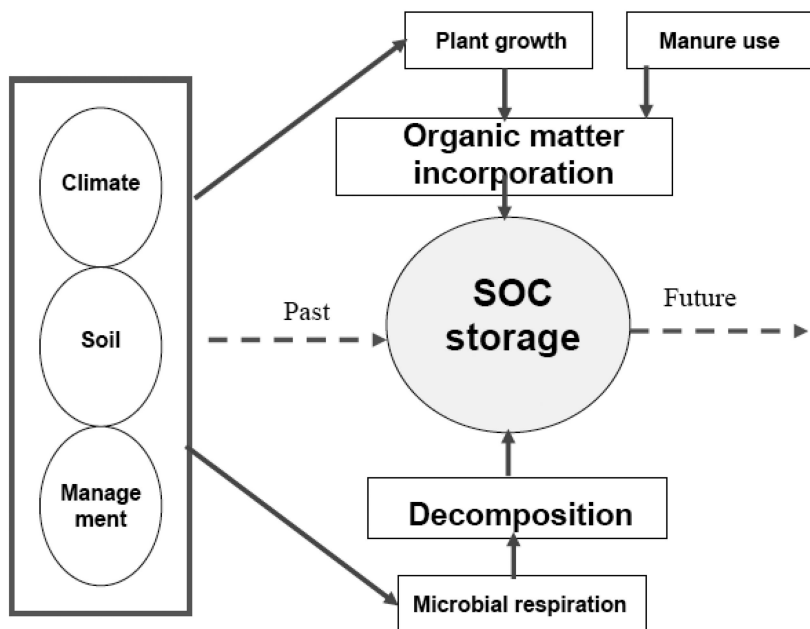 Plant growth
Manure use
Organic matter
incorporation
Climate
SOC
storage
Past
Future
Soil
Manage
ment
Decomposition
Microbial respiration